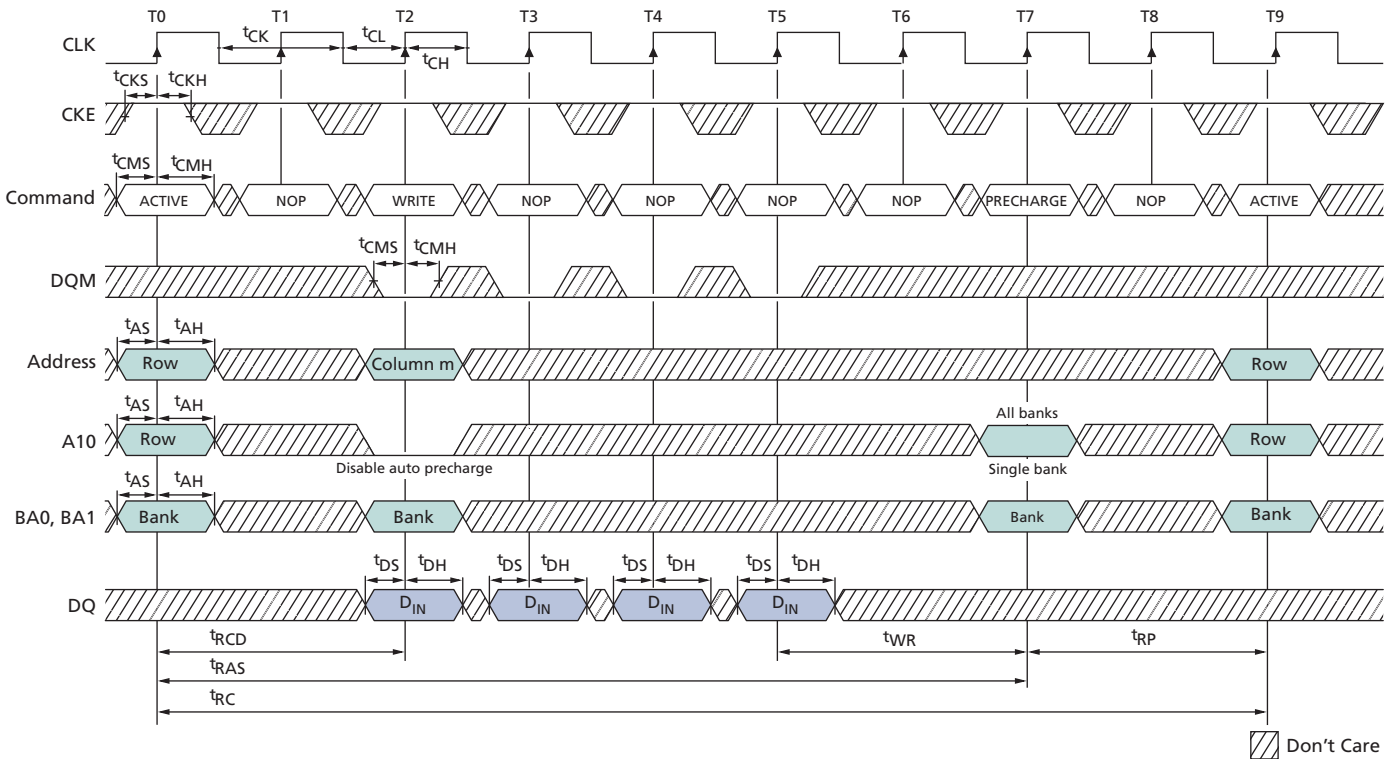 T0 T1 T2 T3 T4 T5 T6 T7 T8 T9
CLK tCK tCL tCH
tCKS tCKH
CKE
tCMS tCMH
Command ACTIVE NOP WRITE NOP NOP NOP NOP PRECHARGE NOP ACTIVE
tCMS tCMH
DQM
tAS tAH
Address Row Column m Row
tAS tAH All banks
A10 Row Row
Disable auto precharge Single bank
tAS tAH
BA0, BA1 Bank Bank Bank Bank
tDS tDH tDS tDH tDS tDH tDS tDH
DQ DIN DIN DIN DIN
tRCD tWR tRP
tRAS
tRC
Don't Care